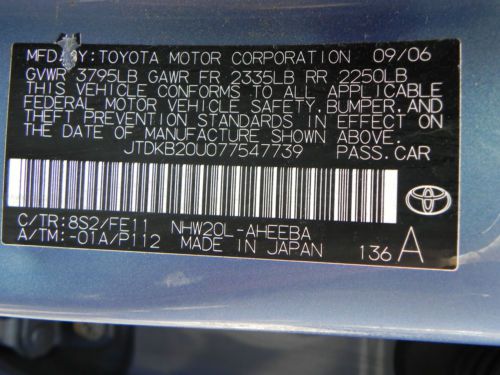 MFD BY: TOYOTA MOTOR CORPORATION 09/06
GVWR 3795LB GAWR FR 2335LB RR 2250LB
THIS VEHICLE CONFORMS TO ALL APPLICABLE
FEDERAL MOTOR VEHICLE SAFETY, BUMPER, AND
THEFT PREVENTION STANDARDS IN EFFECT ON
THE DATE OF MANUFACTURE SHOWN ABOVE.
JTDKB20U077547739 PASS.CAR
C/TR:8S2/FE11 NHW20L-AHEEBA
A/TM:-01A/P112 MADE IN JAPAN 136 A
TOYOTA